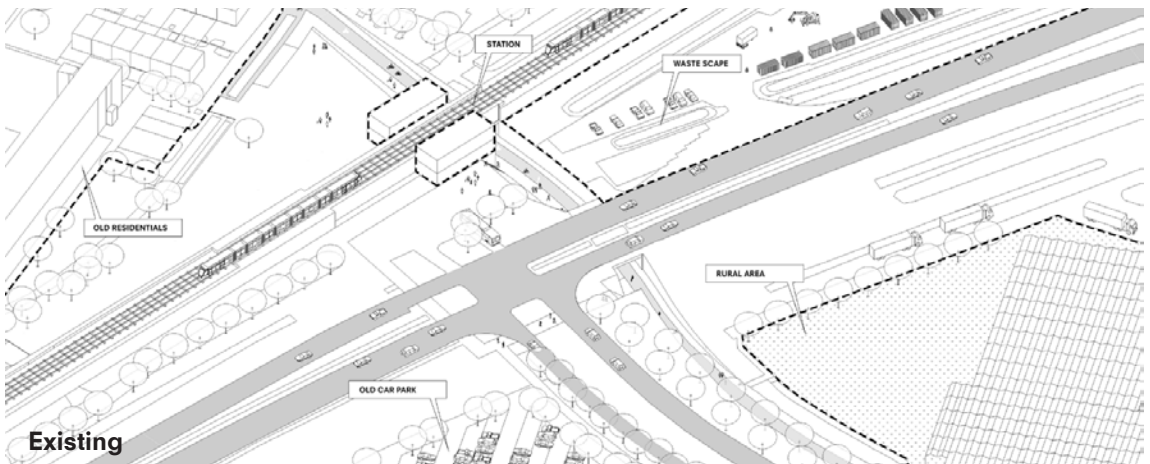 STATION
WASTE SCAPE
OLD RESIDENTIALS
RURAL AREA
OLD CAR PARK
Existing